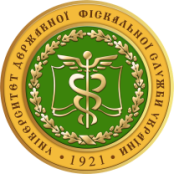 УНІВЕРСИТЕТ ДЕРЖАВНОЇ ФІСКАЛЬНОЇ СЛУЖБИ УКРАЇНИ
• 1921 •